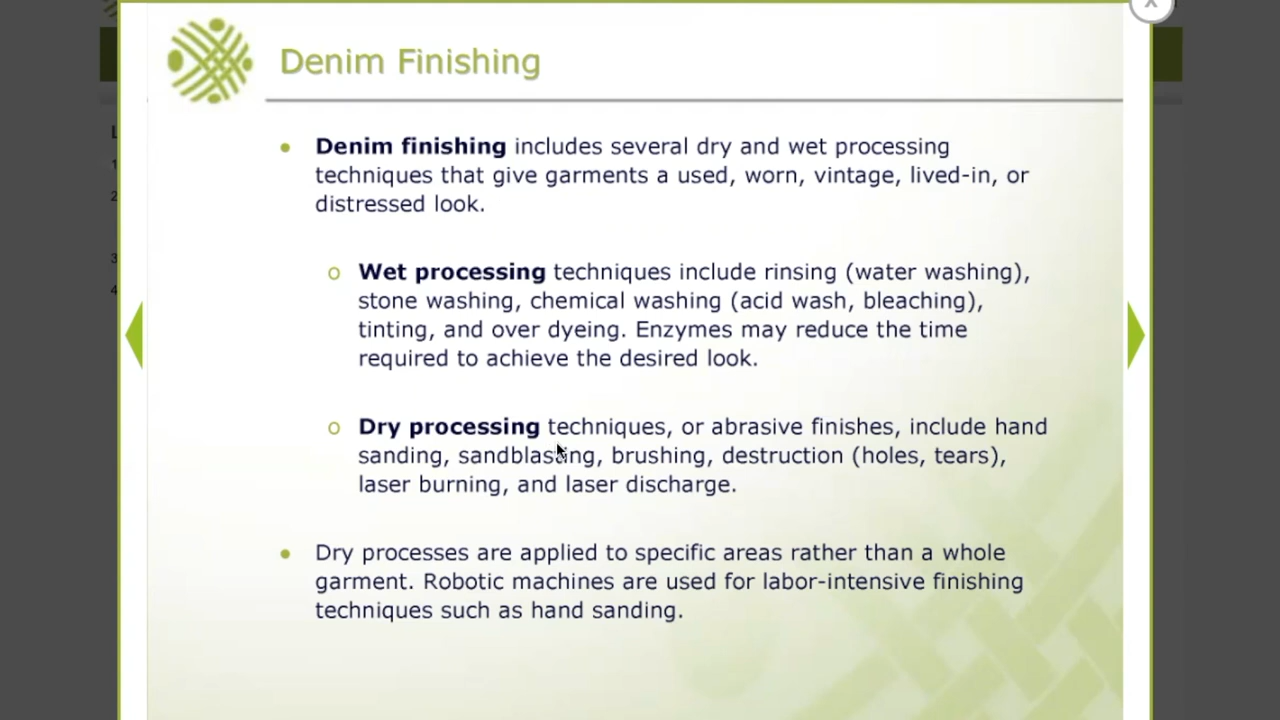 Denim Finishing
• Denim finishing includes several dry and wet processing
techniques that give garments a used, worn, vintage, lived-in, or
distressed look.
o Wet processing techniques include rinsing (water washing),
stone washing, chemical washing (acid wash, bleaching),
tinting, and over dyeing. Enzymes may reduce the time
required to achieve the desired look.
o Dry processing techniques, or abrasive finishes, include hand
sanding, sandblasting, brushing, destruction (holes, tears),
laser burning, and laser discharge.
• Dry processes are applied to specific areas rather than a whole
garment. Robotic machines are used for labor-intensive finishing
techniques such as hand sanding.